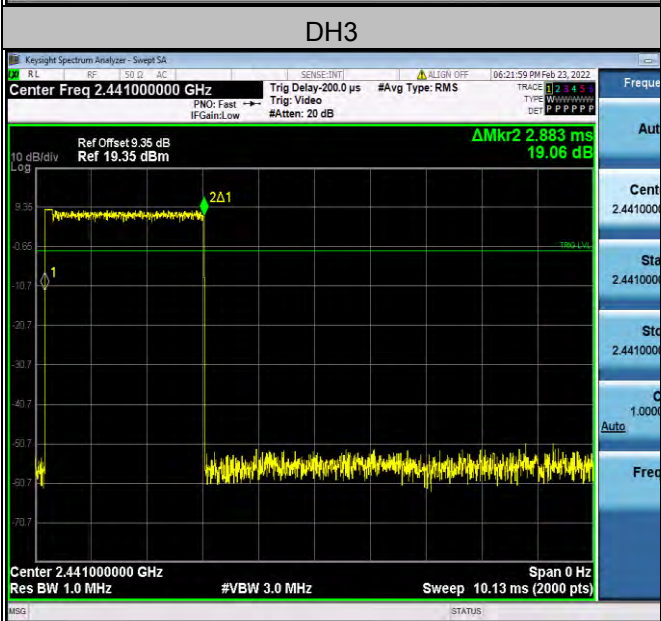 DH3
Keysight Spectrum Analyzer - Swept SA
RL RF 50 Ω AC SENSE:INT ALIGN OFF 06:21:59 PM Feb 23, 2022
Center Freq 2.441000000 GHz
PNO: Fast
IFGain:Low
Trig Delay-200.0 µs
Trig: Video
#Atten: 20 dB
#Avg Type: RMS
TRACE 1 2 3 4 5 6
TYPE WWWWWW
DET P P P P P P
Ref Offset 9.35 dB
10 dB/div Ref 19.35 dBm
Log
ΔMkr2 2.883 ms
19.06 dB
2Δ1
9.35
-0.65
TRIG LVL
1
-10.7
-20.7
-30.7
-40.7
-50.7
-60.7
-70.7
Center 2.441000000 GHz
Span 0 Hz
Res BW 1.0 MHz
#VBW 3.0 MHz
Sweep 10.13 ms (2000 pts)
MSG
STATUS
Freque
Aut
Cent
2.4410000
Sta
2.4410000
Sto
2.4410000
C
1.0000
Auto
Freq